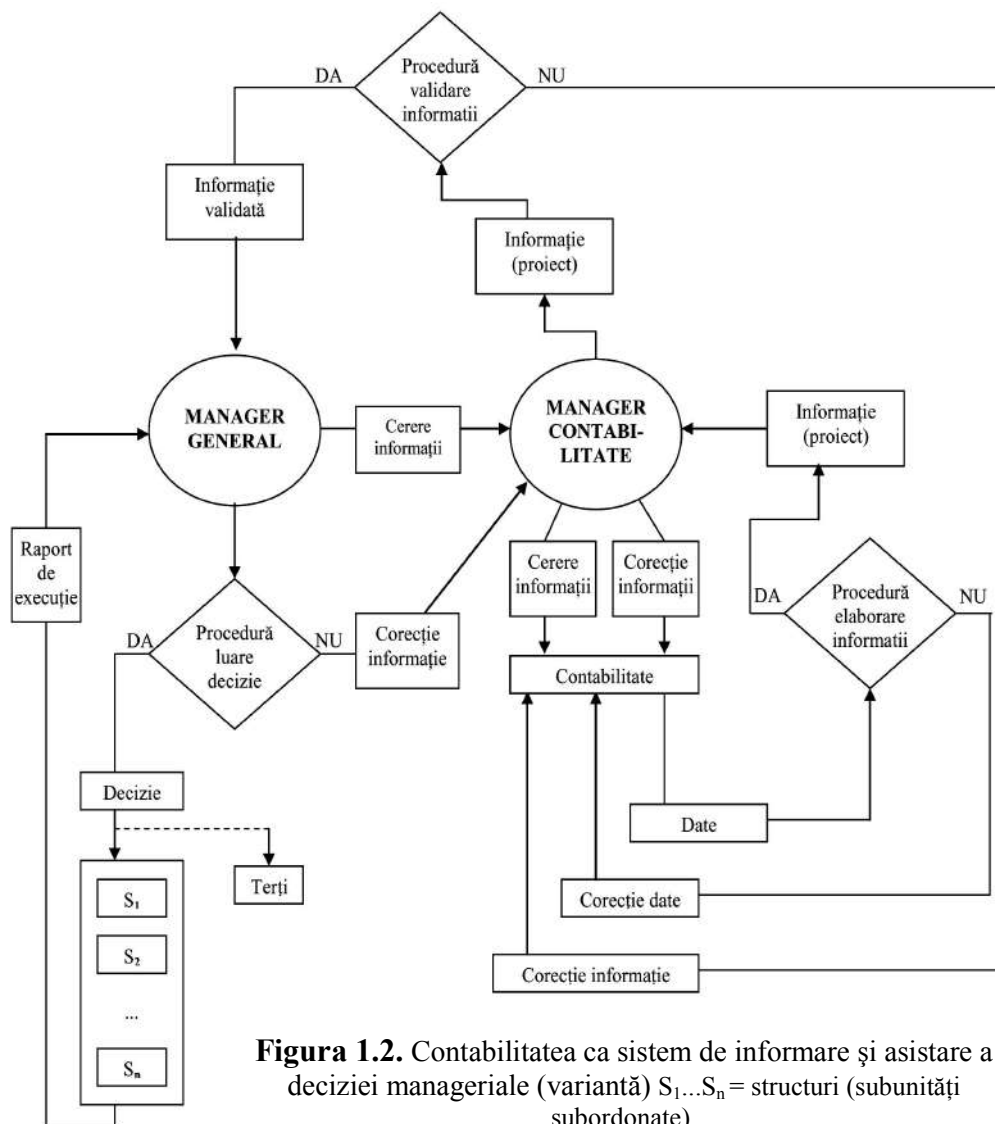 DA
Procedură
validare
informatii
NU
Informație
validată
Informație
(proiect)
MANAGER
GENERAL
Cerere
informații
MANAGER
CONTABI-
LITATE
Informație
(proiect)
Raport
de
execuție
Cerere
informații
Corecție
informații
DA
Procedură
elaborare
informatii
NU
DA
Procedură
luare
decizie
NU
Corecție
informație
Contabilitate
Decizie
Date
Terți
S₁
Corecție date
S₂
Corecție informație
...
Sₙ
Figura 1.2. Contabilitatea ca sistem de informare şi asistare a
deciziei manageriale (variantă) S₁...Sₙ = structuri (subunități
subordonate)